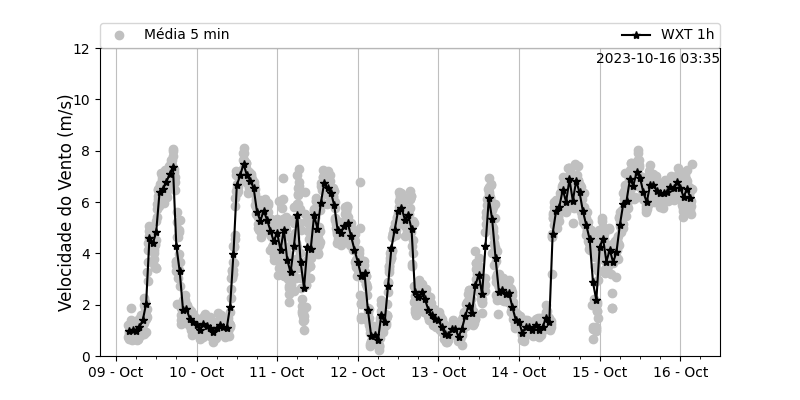 Média 5 min
WXT 1h
2023-10-16 03:35
Velocidade do Vento (m/s)
12
10
8
6
4
2
0
09 - Oct 10 - Oct 11 - Oct 12 - Oct 13 - Oct 14 - Oct 15 - Oct 16 - Oct